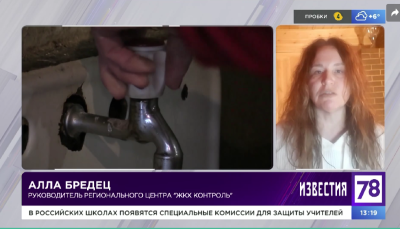 ПРОБКИ +6°
АЛЛА БРЕДЕЦ
РУКОВОДИТЕЛЬ РЕГИОНАЛЬНОГО ЦЕНТРА "ЖКХ КОНТРОЛЬ"
ИЗВЕСТИЯ 78
В РОССИЙСКИХ ШКОЛАХ ПОЯВЯТСЯ СПЕЦИАЛЬНЫЕ КОМИССИИ ДЛЯ ЗАЩИТЫ УЧИТЕЛЕЙ 13:19